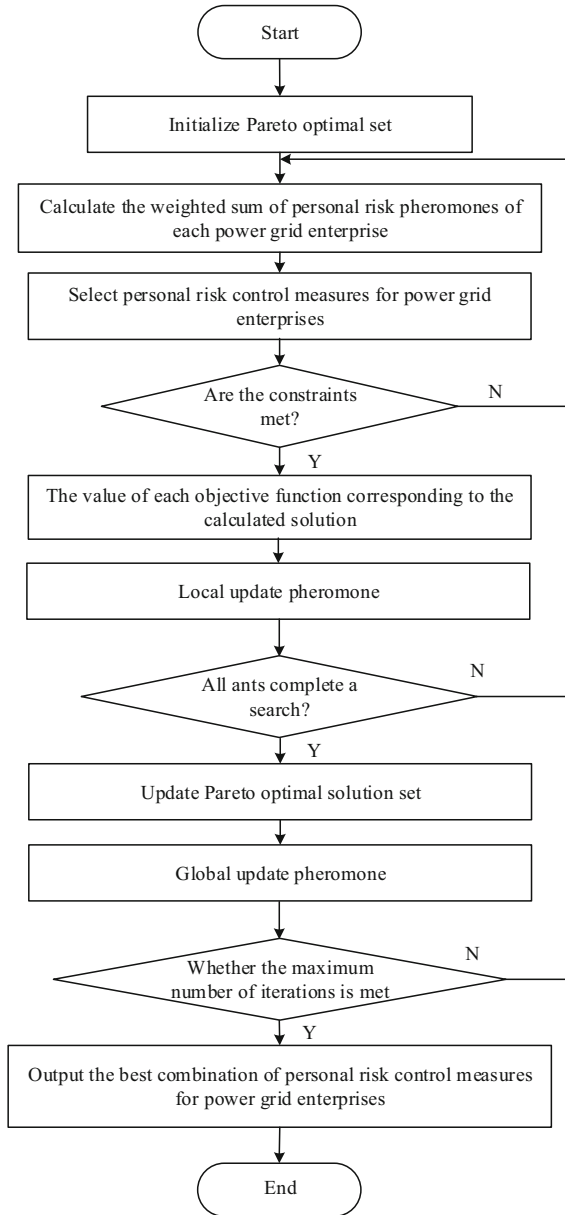 Start
Initialize Pareto optimal set
Calculate the weighted sum of personal risk pheromones of
each power grid enterprise
Select personal risk control measures for power grid
enterprises
Are the constraints
met?
N
Y
The value of each objective function corresponding to the
calculated solution
Local update pheromone
All ants complete a
search?
N
Y
Update Pareto optimal solution set
Global update pheromone
Whether the maximum
number of iterations is met
N
Y
Output the best combination of personal risk control measures
for power grid enterprises
End